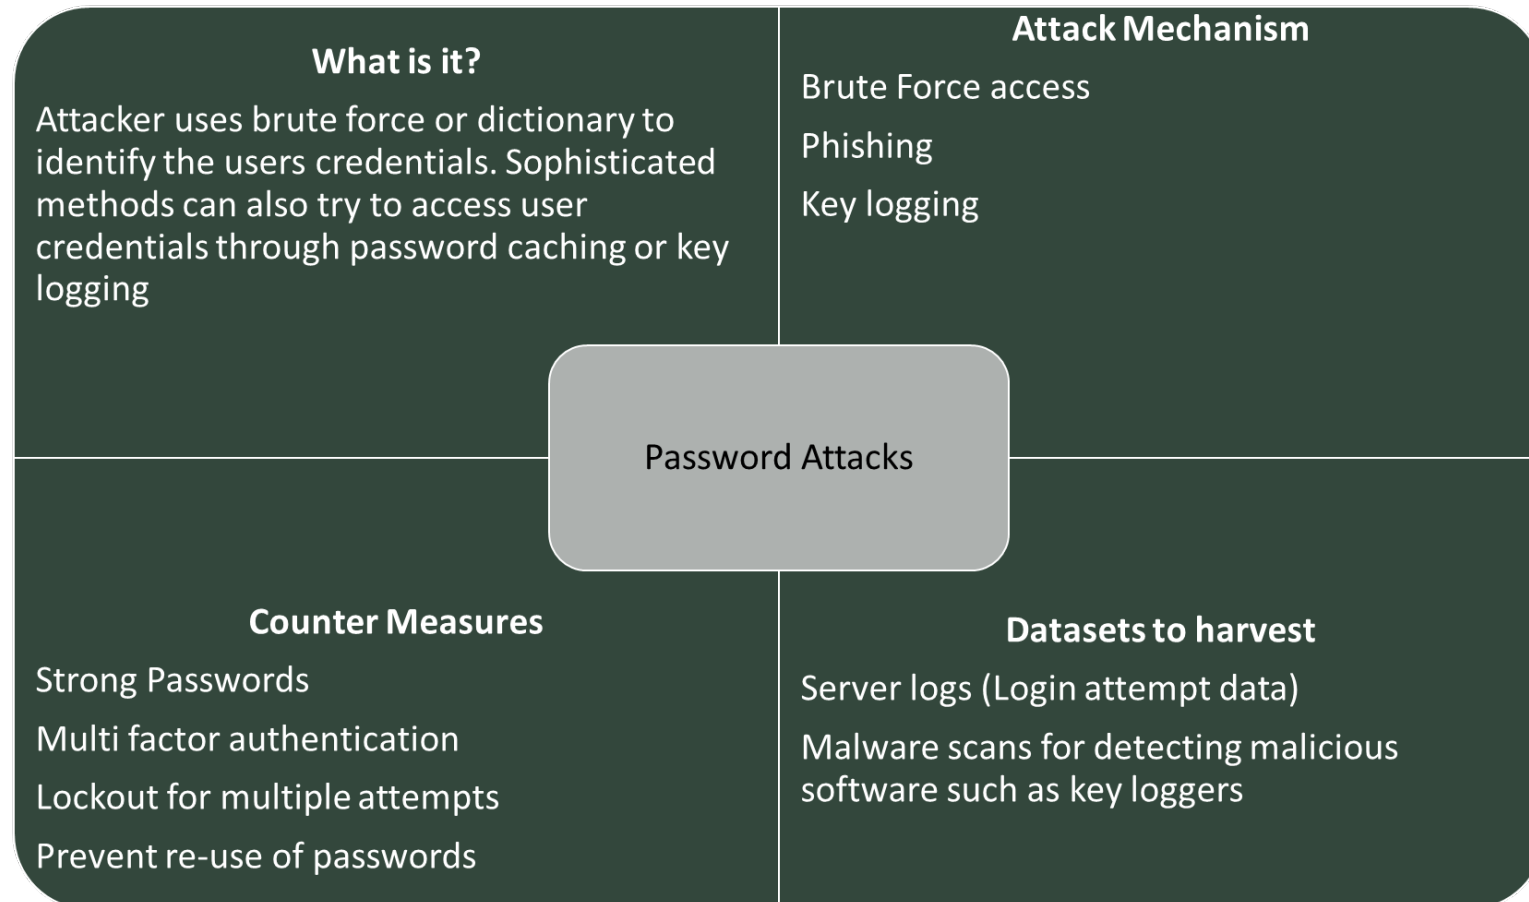 What is it?
Attacker uses brute force or dictionary to
identify the users credentials. Sophisticated
methods can also try to access user
credentials through password caching or key
logging
Attack Mechanism
Brute Force access
Phishing
Key logging
Password Attacks
Counter Measures
Strong Passwords
Multi factor authentication
Lockout for multiple attempts
Prevent re-use of passwords
Datasets to harvest
Server logs (Login attempt data)
Malware scans for detecting malicious
software such as key loggers